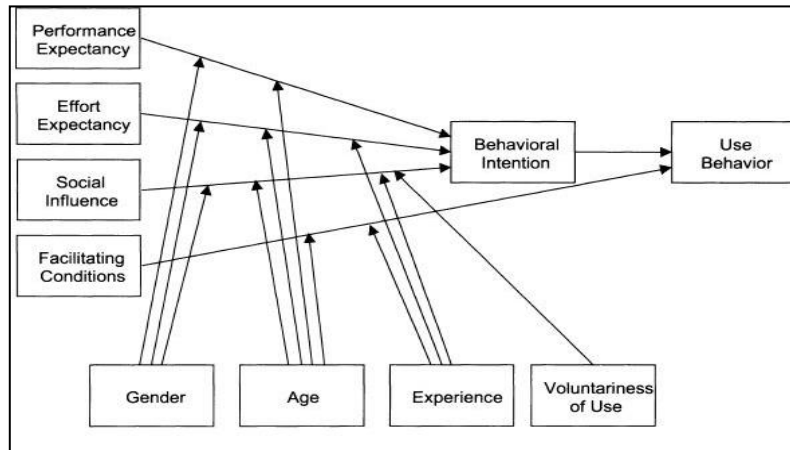 Performance
Expectancy
Effort
Expectancy
Social
Influence
Facilitating
Conditions
Behavioral
Intention
Use
Behavior
Gender
Age
Experience
Voluntariness
of Use